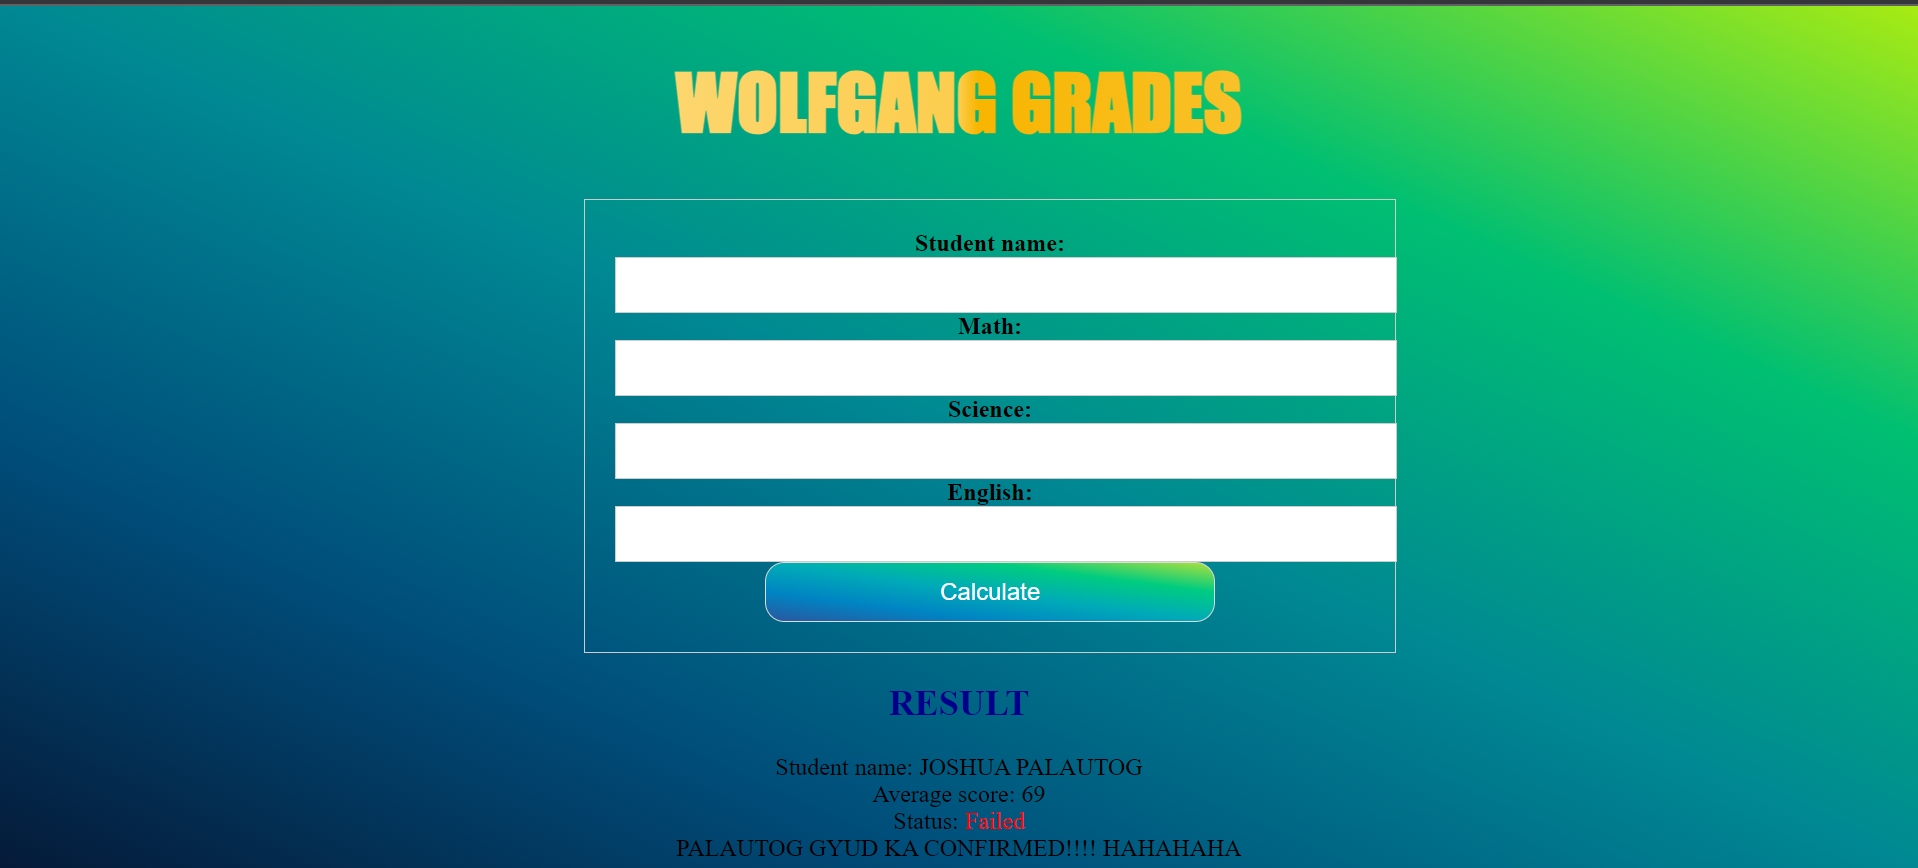 WOLFGANG GRADES
Student name:
Math:
Science:
English:
Calculate
RESULT
Student name: JOSHUA PALAUTOG
Average score: 69
Status: Failed
PALAUTOG GYUD KA CONFIRMED!!!! HAHAHAHA